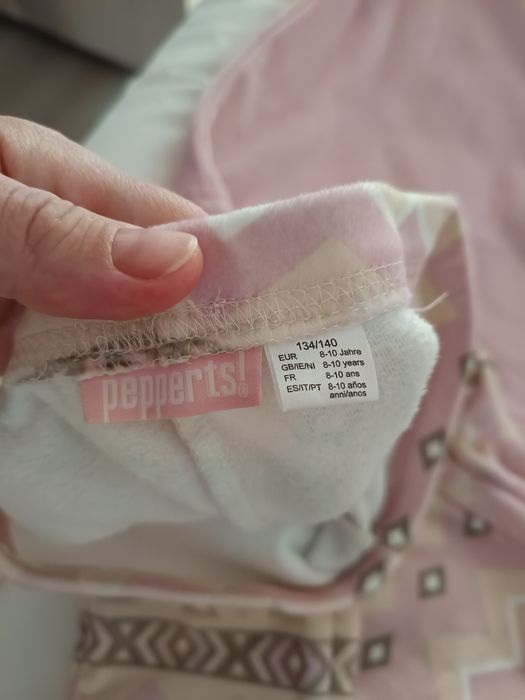 pepperts!®
134/140
EUR 8-10 Jahre
GB/IE/NI 8-10 years
FR 8-10 ans
ES/IT/PT 8-10 años
anni/anos